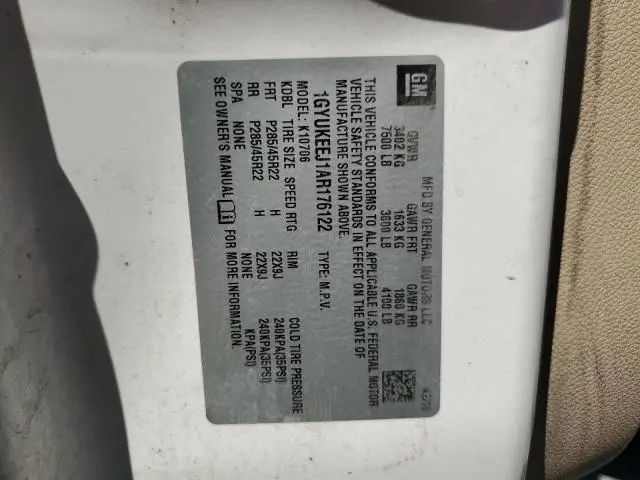 GM
MFD BY GENERAL MOTORS LLC
GVWR GAWR FRT GAWR RR
3402 KG 1633 KG 1860 KG
7500 LB 3600 LB 4100 LB
THIS VEHICLE CONFORMS TO ALL APPLICABLE U.S. FEDERAL MOTOR
VEHICLE SAFETY STANDARDS IN EFFECT ON THE DATE OF
MANUFACTURE SHOWN ABOVE.
1GYUKEEJ1AR176122 TYPE: M.P.V.
MODEL: K10706
KDBL TIRE SIZE SPEED RTG RIM COLD TIRE PRESSURE
FRT P285/45R22 H 22X9J 240KPA(35PSI)
RR P285/45R22 H 22X9J 240KPA(35PSI)
SPA NONE NONE KPA(PSI)
SEE OWNER'S MANUAL FOR MORE INFORMATION.